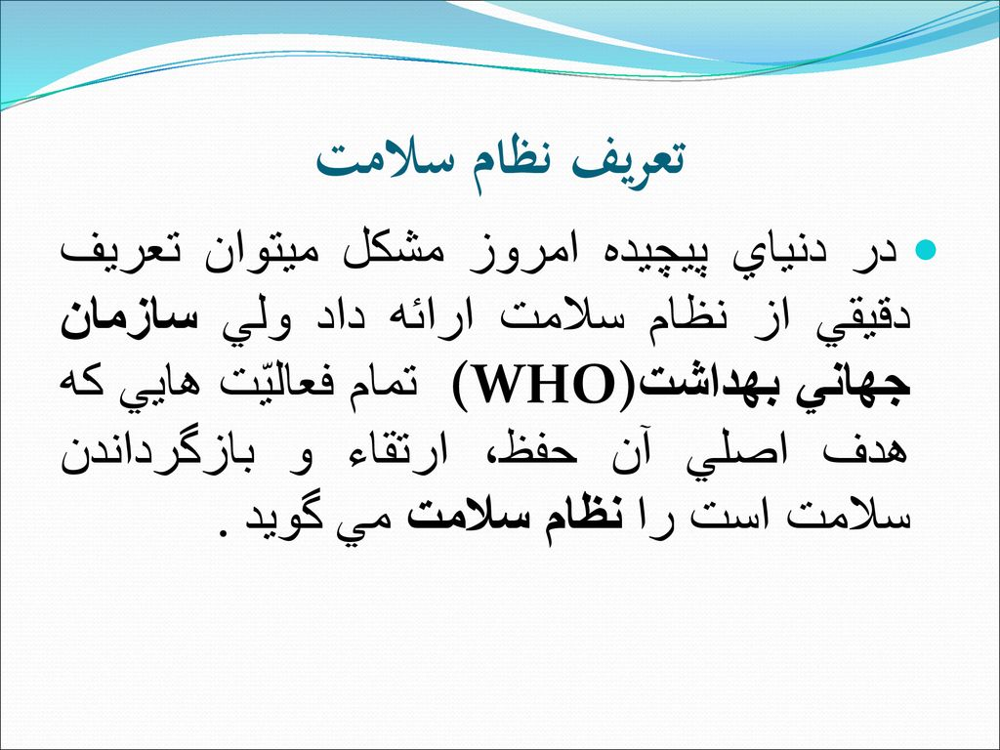 تعریف نظام سلامت
در دنياي پيچيده امروز مشكل ميتوان تعريف
دقيقي از نظام سلامت ارائه داد ولي سازمان
جهاني بهداشت(WHO) تمام فعاليّت هايي كه
هدف اصلي آن حفظ، ارتقاء و بازگرداندن
سلامت است را نظام سلامت مي گويد .